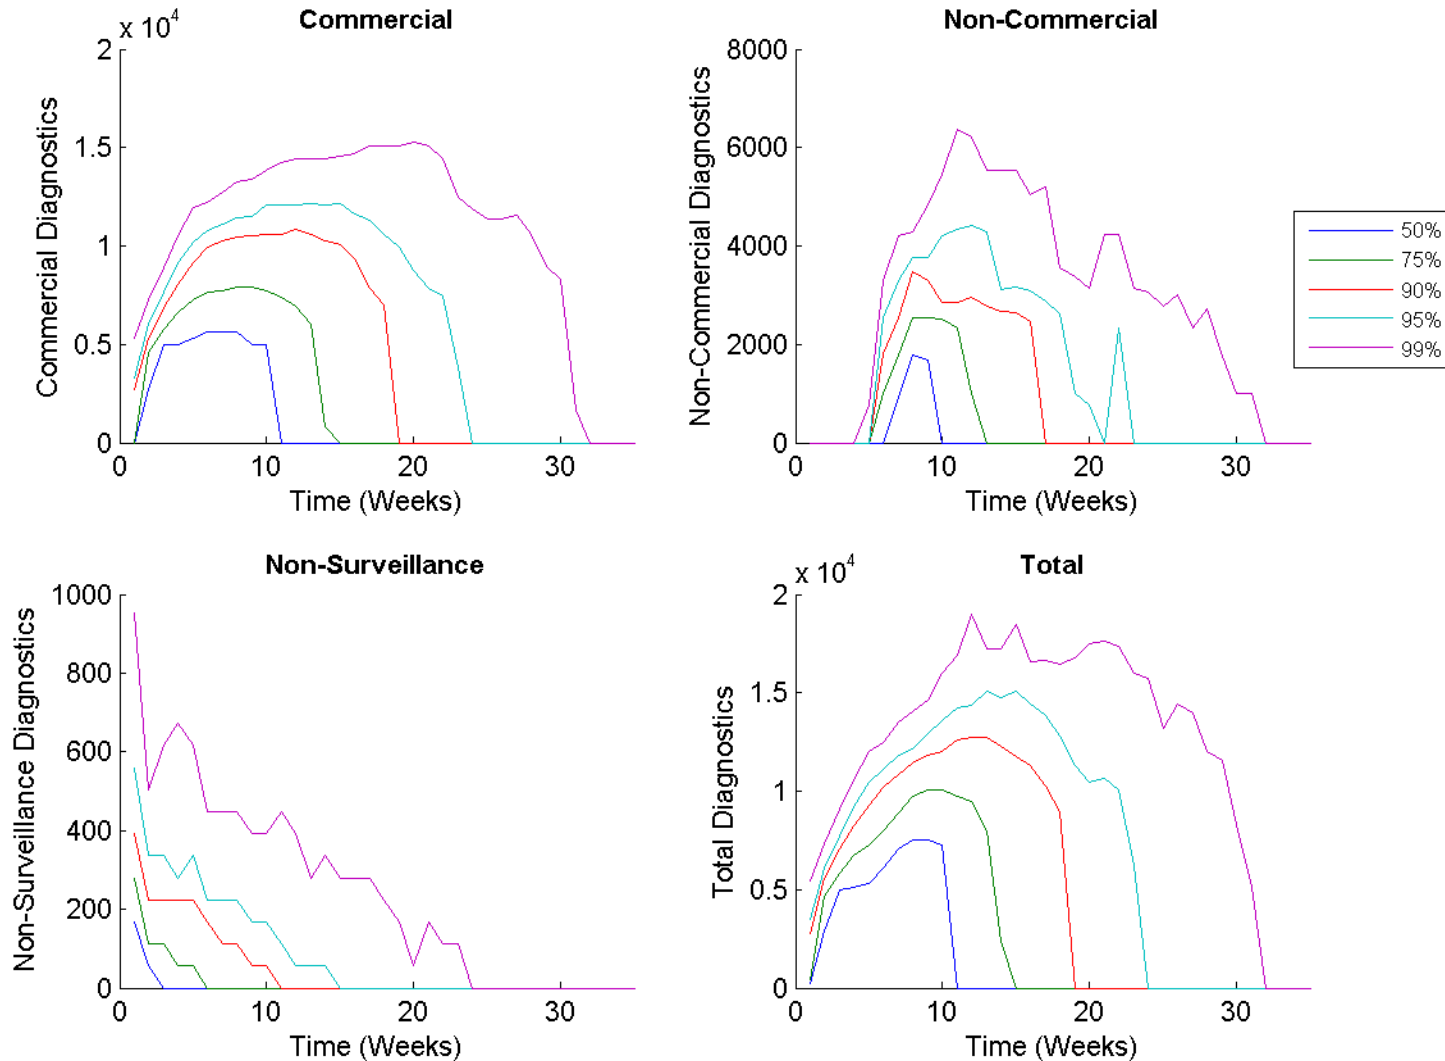 Commercial
x 10^4
2
1.5
1
0.5
0
Commercial Diagnostics
0 10 20 30
Time (Weeks)
Non-Commercial
8000
6000
4000
2000
0
Non-Commercial Diagnostics
0 10 20 30
Time (Weeks)
50%
75%
90%
95%
99%
Non-Surveillance
1000
800
600
400
200
0
Non-Surveillance Diagnostics
0 10 20 30
Time (Weeks)
Total
x 10^4
2
1.5
1
0.5
0
Total Diagnostics
0 10 20 30
Time (Weeks)